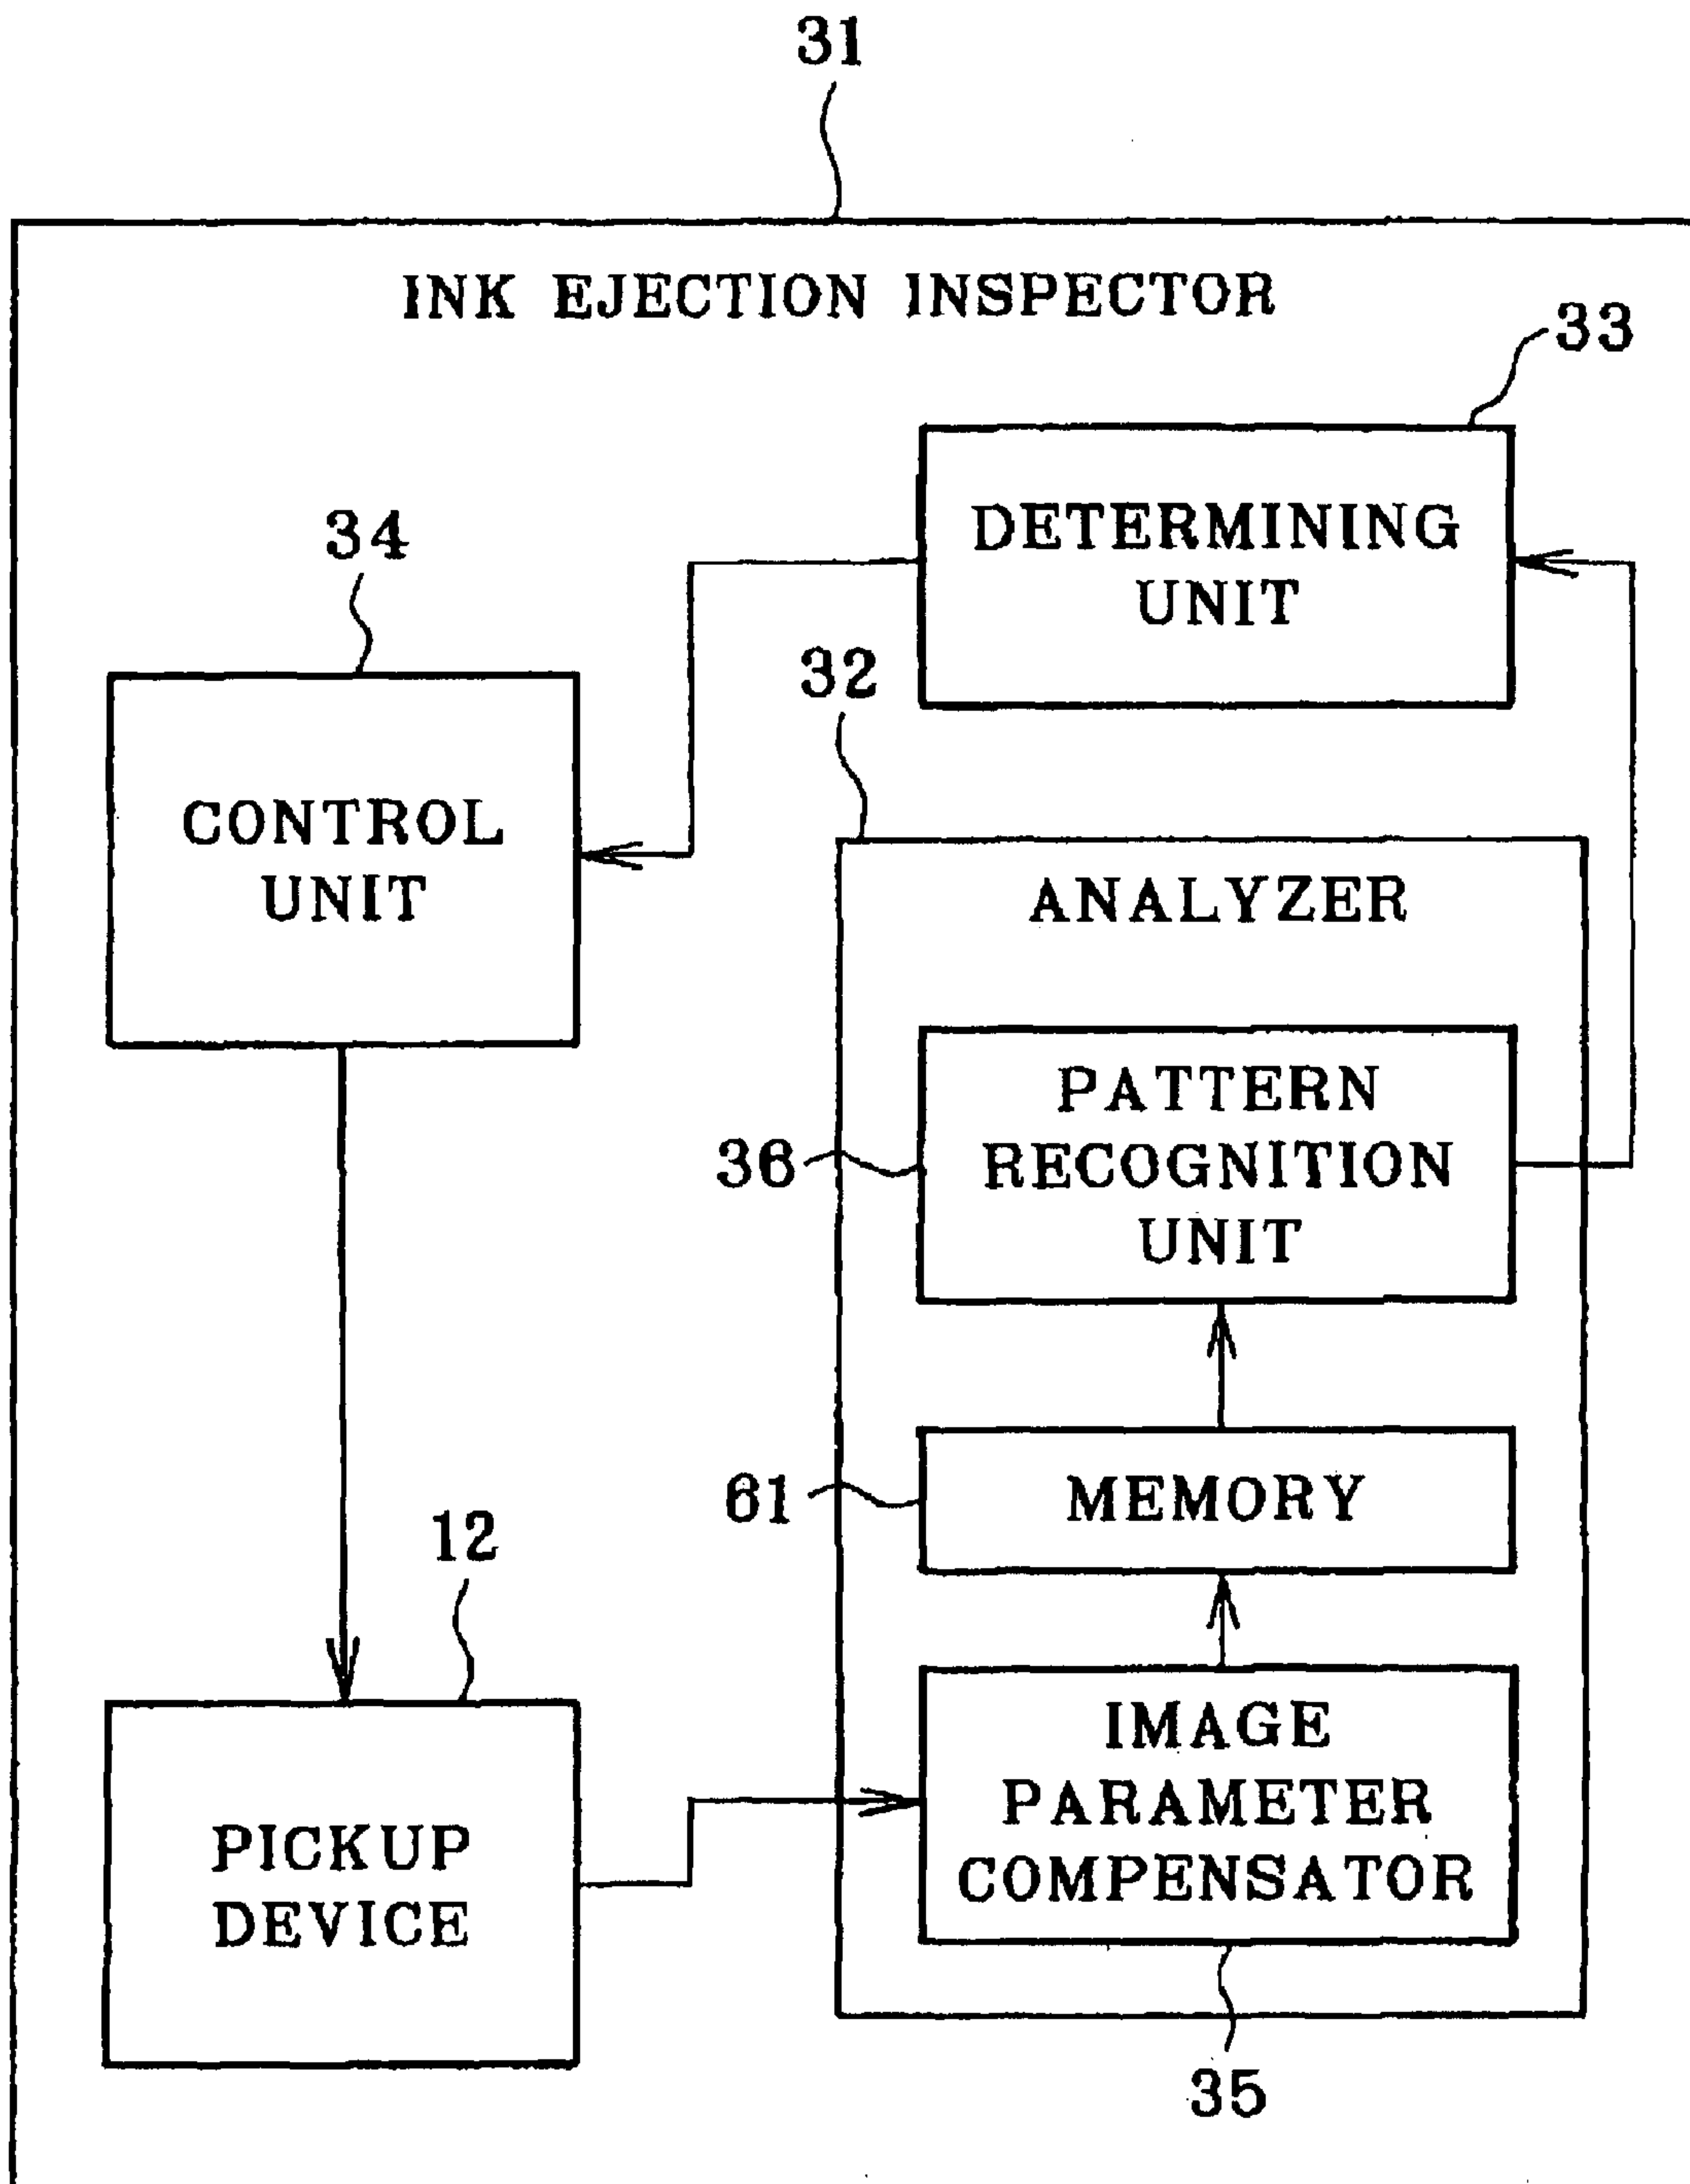 31
INK EJECTION INSPECTOR
33
DETERMINING
UNIT
34
CONTROL
UNIT
32
ANALYZER
PATTERN
RECOGNITION
UNIT
36
MEMORY
61
12
PICKUP
DEVICE
IMAGE
PARAMETER
COMPENSATOR
35